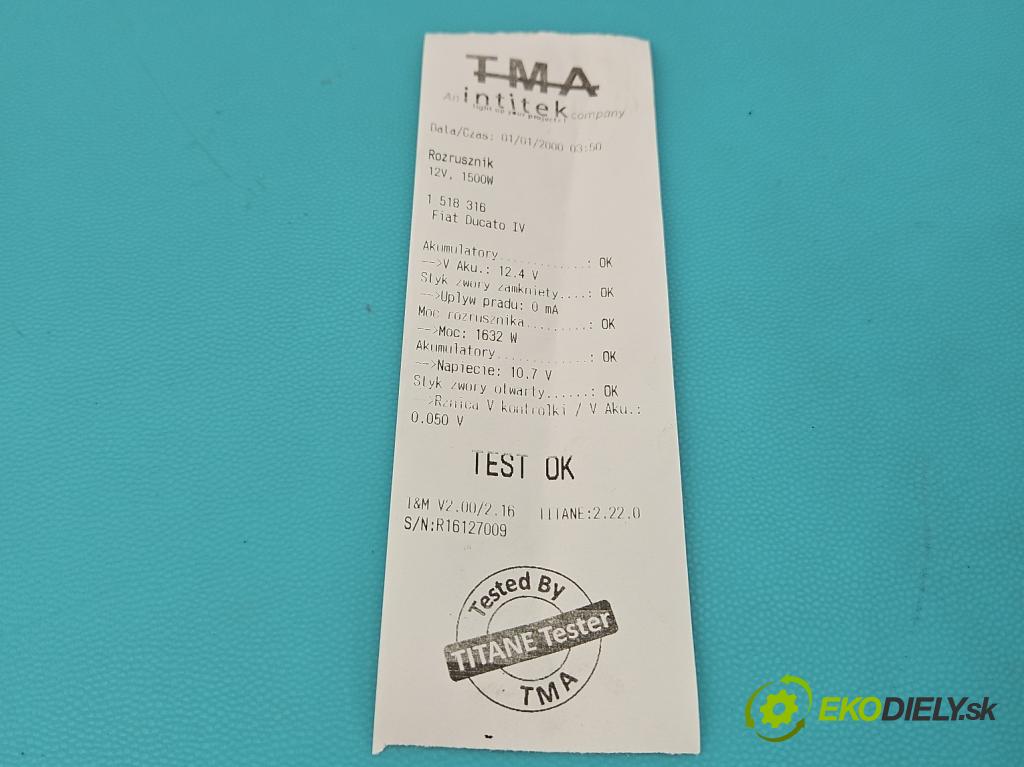 TMA
An intitek company
light up your projects!
Data/Czas: 01/01/2000 03:50
Rozrusznik
12V, 1500W
1 518 316
Fiat Ducato IV
Akumulatory.............: OK
-->V Aku.: 12.4 V
Styk zwory zamkniety....: OK
-->Uplyw pradu: 0 mA
Moc rozrusznika.........: OK
-->Moc: 1632 W
Akumulatory.............: OK
-->Napiecie: 10.7 V
Styk zwory otwarty......: OK
-->Rznica V kontrolki / V Aku.:
0.050 V
TEST OK
I&M V2.00/2.16 TITANE:2.22.0
S/N:R16127009
Tested By
TITANE Tester
TMA
EKODIELY.sk